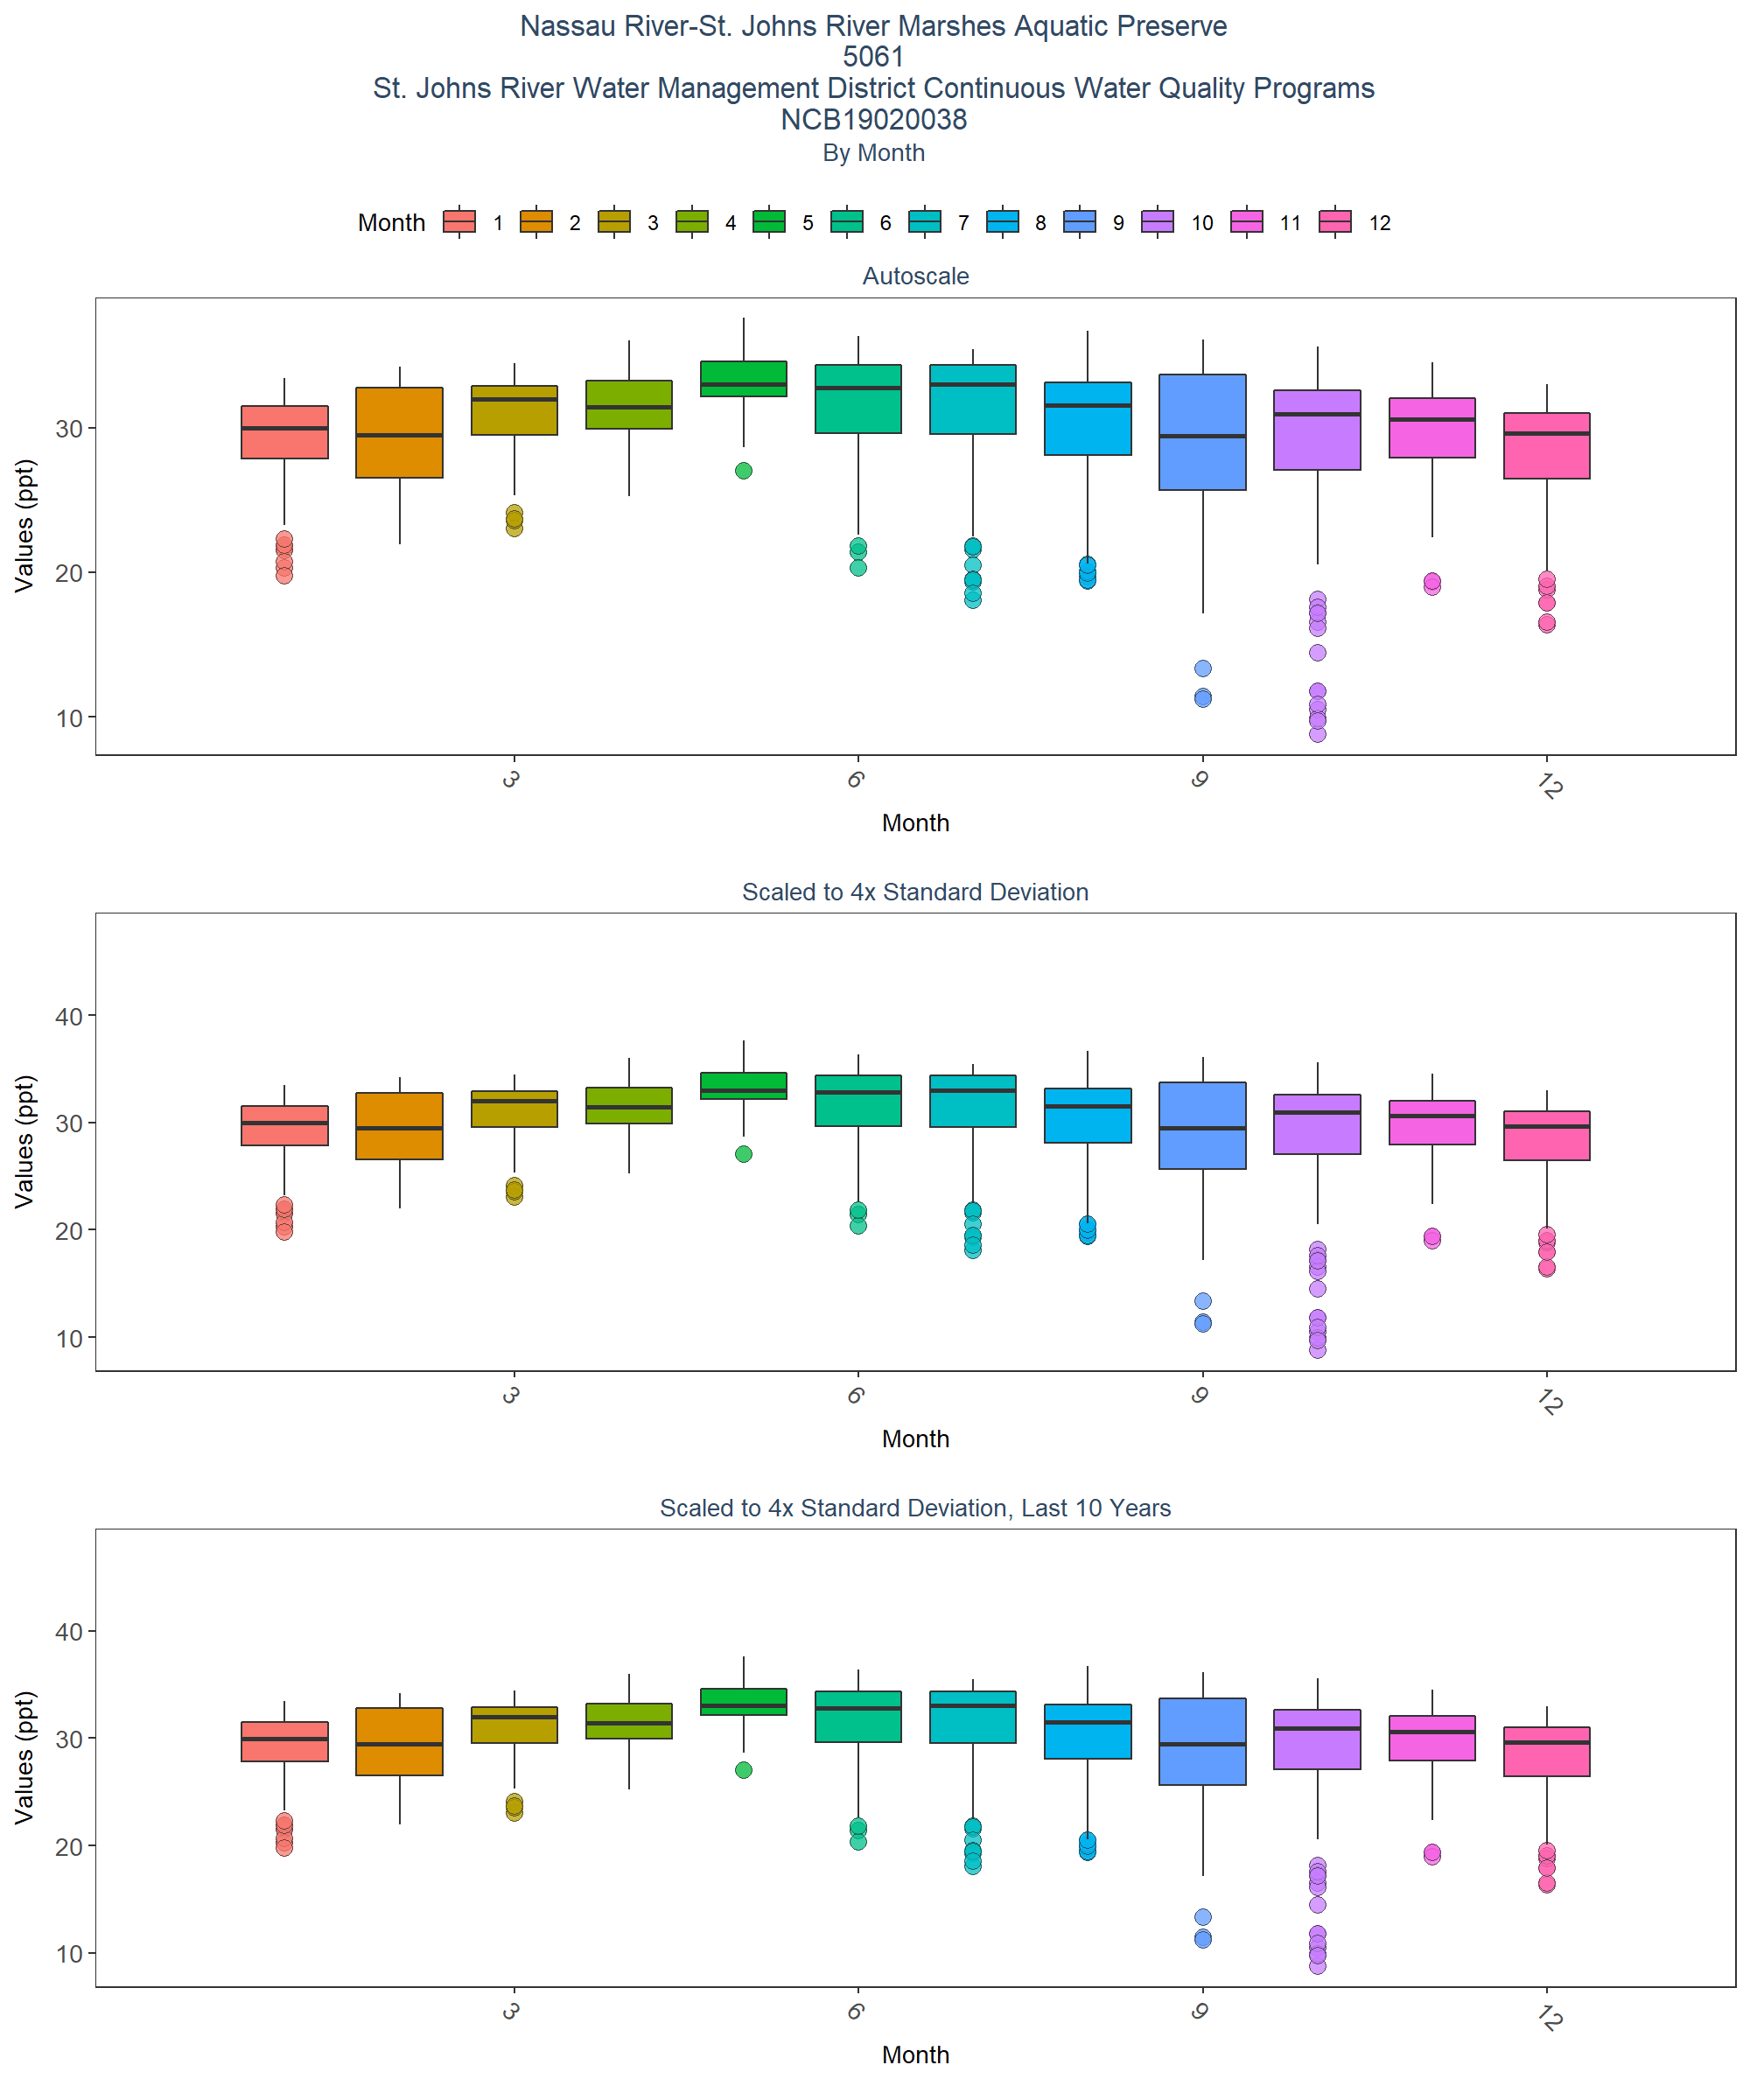 Nassau River-St. Johns River Marshes Aquatic Preserve
5061
St. Johns River Water Management District Continuous Water Quality Programs
NCB19020038
By Month
Month 1 2 3 4 5 6 7 8 9 10 11 12
Autoscale
Values (ppt)
30
20
10
3 6 9 12
Month
Scaled to 4x Standard Deviation
Values (ppt)
40
30
20
10
3 6 9 12
Month
Scaled to 4x Standard Deviation, Last 10 Years
Values (ppt)
40
30
20
10
3 6 9 12
Month